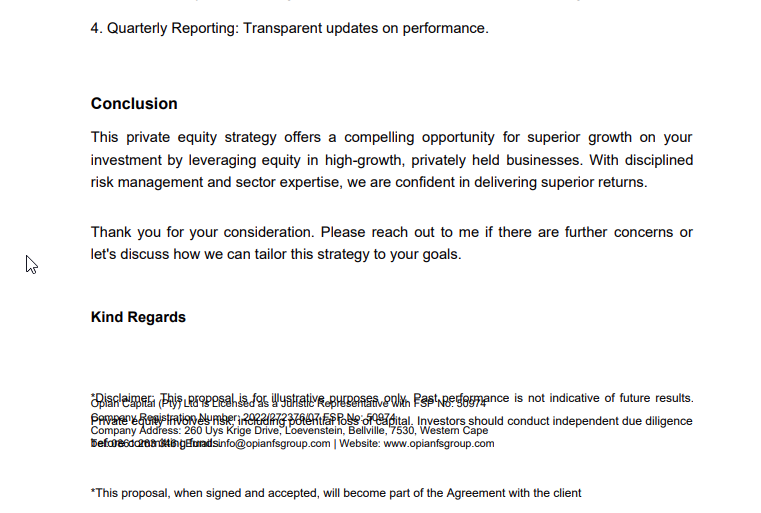 4. Quarterly Reporting: Transparent updates on performance.
Conclusion
This private equity strategy offers a compelling opportunity for superior growth on your
investment by leveraging equity in high-growth, privately held businesses. With disciplined
risk management and sector expertise, we are confident in delivering superior returns.
Thank you for your consideration. Please reach out to me if there are further concerns or
let's discuss how we can tailor this strategy to your goals.
Kind Regards
*Disclaimer: This proposal is for illustrative purposes only. Past performance is not indicative of future results.
Opian Capital (Pty) Ltd is Licensed as a Juristic Representative with FSP No: 50974
Company Registration Number: 2022/272376/07 FSP No: 50974
Private equity involves risk, including potential loss of capital. Investors should conduct independent due diligence
Company Address: 260 Uys Krige Drive, Loevenstein, Bellville, 7530, Western Cape
before committing funds.
Tel: 0861 263 346 | Email: info@opianfsgroup.com | Website: www.opianfsgroup.com
*This proposal, when signed and accepted, will become part of the Agreement with the client